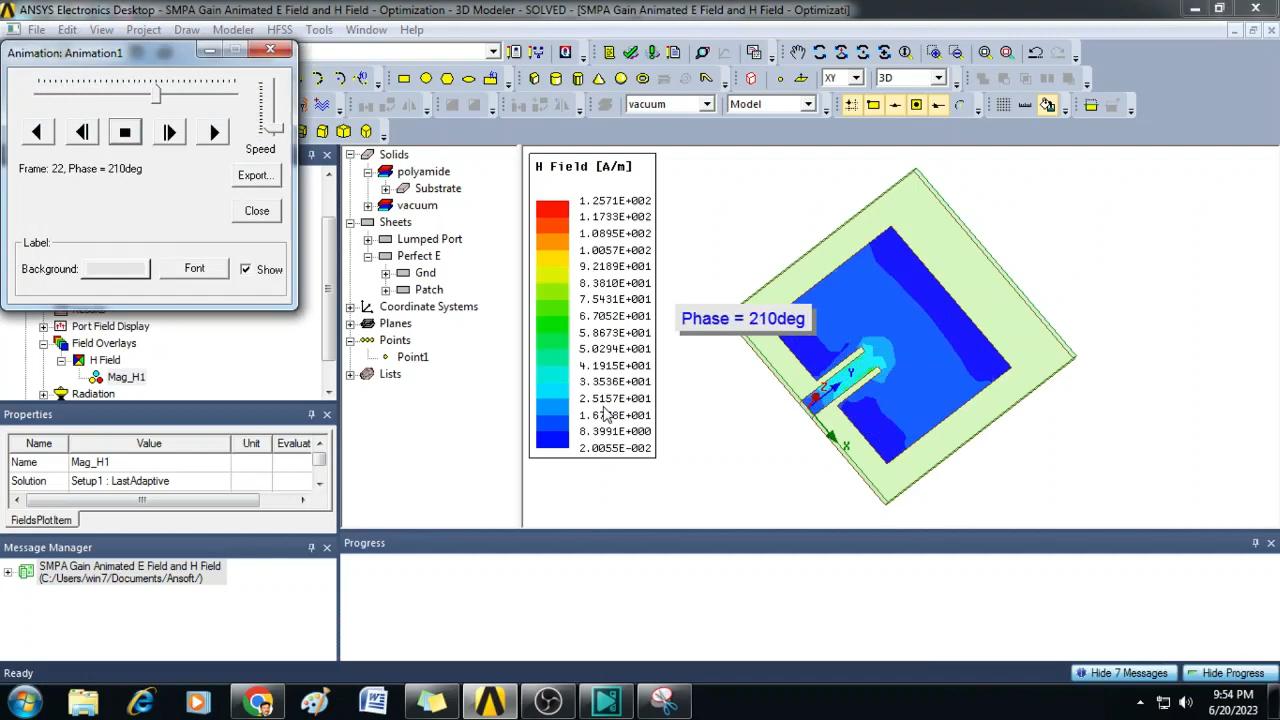 ANSYS Electronics Desktop - SMPA Gain Animated E Field and H Field - Optimization - 3D Modeler - SOLVED - [SMPA Gain Animated E Field and H Field - Optimizati]
File Edit View Project Draw Modeler HFSS Tools Window Help
Animation: Animation1
Speed
Frame: 22, Phase = 210deg
Export...
Close
Label:
Background:
Font
Show
XY
3D
vacuum
Model
Port Field Display
Field Overlays
H Field
Mag_H1
Radiation
Solids
polyamide
Substrate
vacuum
Sheets
Lumped Port
Perfect E
Gnd
Patch
Coordinate Systems
Planes
Points
Point1
Lists
H Field [A/m]
1.2571E+002
1.1733E+002
1.0895E+002
1.0057E+002
9.2189E+001
8.3810E+001
7.5431E+001
6.7052E+001
5.8673E+001
5.0294E+001
4.1915E+001
3.3536E+001
2.5157E+001
8.3991E+000
2.0055E-002
Phase = 210deg
Z
Y
X
Properties
Name Value Unit Evaluat
Name Mag_H1
Solution Setup1 : LastAdaptive
FieldsPlotItem
Message Manager
SMPA Gain Animated E Field and H Field
(C:/Users/win7/Documents/Ansoft/)
Progress
Ready
Hide 7 Messages
Hide Progress
9:54 PM
6/20/2023